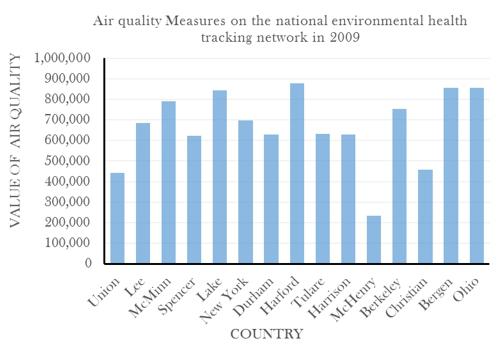 Air quality Measures on the national environmental health
tracking network in 2009
VALUE OF AIR QUALITY
1,000,000
900,000
800,000
700,000
600,000
500,000
400,000
300,000
200,000
100,000
0
Union
Lee
McMinn
Spencer
Lake
New York
Durham
Harford
Tulare
Harrison
McHenry
Berkeley
Christian
Bergen
Ohio
COUNTRY